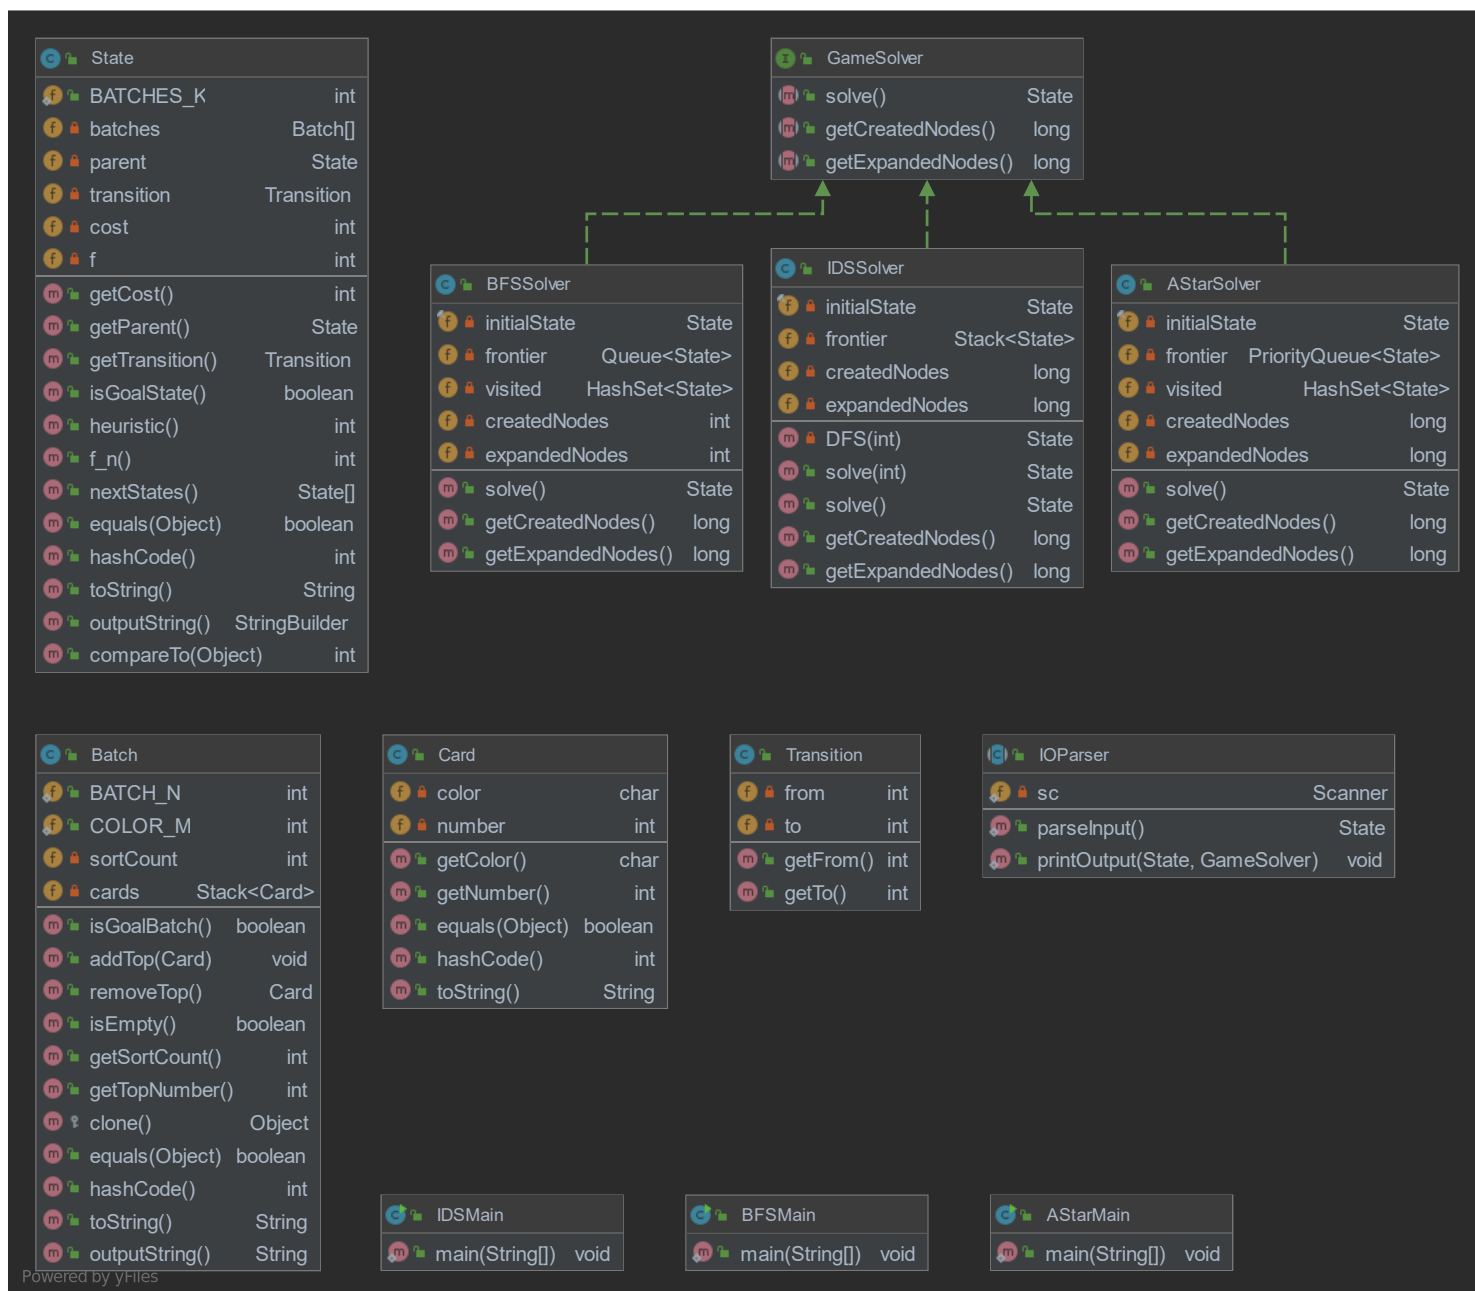 State
BATCHES_K int
batches Batch[]
parent State
transition Transition
cost int
f int
getCost() int
getParent() State
getTransition() Transition
isGoalState() boolean
heuristic() int
f_n() int
nextStates() State[]
equals(Object) boolean
hashCode() int
toString() String
outputString() StringBuilder
compareTo(Object) int
GameSolver
solve() State
getCreatedNodes() long
getExpandedNodes() long
BFSSolver
initialState State
frontier Queue<State>
visited HashSet<State>
createdNodes int
expandedNodes int
solve() State
getCreatedNodes() long
getExpandedNodes() long
IDSSolver
initialState State
frontier Stack<State>
createdNodes long
expandedNodes long
DFS(int) State
solve(int) State
solve() State
getCreatedNodes() long
getExpandedNodes() long
AStarSolver
initialState State
frontier PriorityQueue<State>
visited HashSet<State>
createdNodes long
expandedNodes long
solve() State
getCreatedNodes() long
getExpandedNodes() long
Batch
BATCH_N int
COLOR_M int
sortCount int
cards Stack<Card>
isGoalBatch() boolean
addTop(Card) void
removeTop() Card
isEmpty() boolean
getSortCount() int
getTopNumber() int
clone() Object
equals(Object) boolean
hashCode() int
toString() String
outputString() String
Card
color char
number int
getColor() char
getNumber() int
equals(Object) boolean
hashCode() int
toString() String
Transition
from int
to int
getFrom() int
getTo() int
IOParser
sc Scanner
parseInput() State
printOutput(State, GameSolver) void
IDSMain
main(String[]) void
BFSMain
main(String[]) void
AStarMain
main(String[]) void
Powered by yFiles